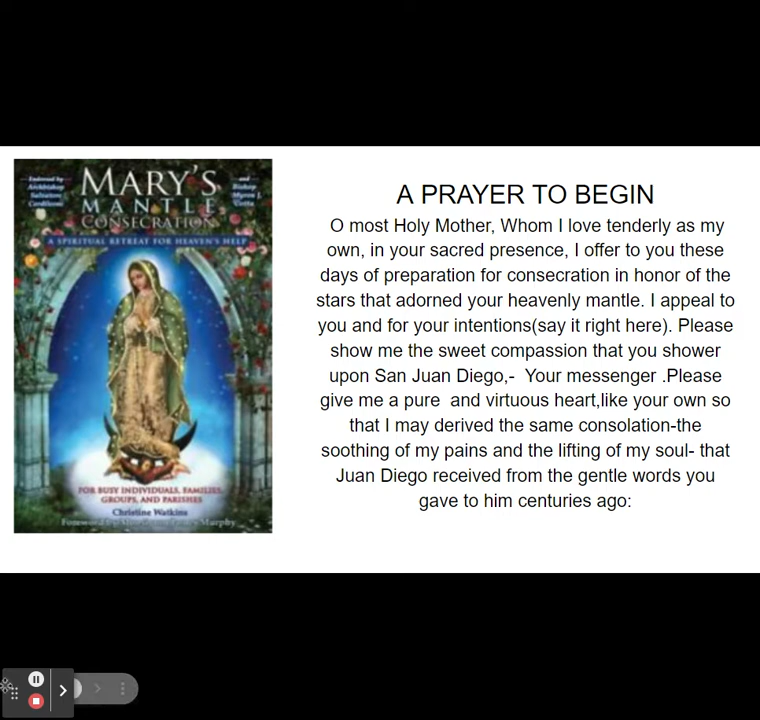 Endorsed by
Archbishop
Salvatore
Cordileone
and
Bishop
Myron J.
Cotta
MARY'S
MANTLE
CONSECRATION
A SPIRITUAL RETREAT FOR HEAVEN'S HELP
FOR BUSY INDIVIDUALS, FAMILIES,
GROUPS, AND PARISHES
Christine Watkins
Foreword by Murphy
A PRAYER TO BEGIN
O most Holy Mother, Whom I love tenderly as my
own, in your sacred presence, I offer to you these
days of preparation for consecration in honor of the
stars that adorned your heavenly mantle. I appeal to
you and for your intentions(say it right here). Please
show me the sweet compassion that you shower
upon San Juan Diego,- Your messenger .Please
give me a pure and virtuous heart,like your own so
that I may derived the same consolation-the
soothing of my pains and the lifting of my soul- that
Juan Diego received from the gentle words you
gave to him centuries ago: